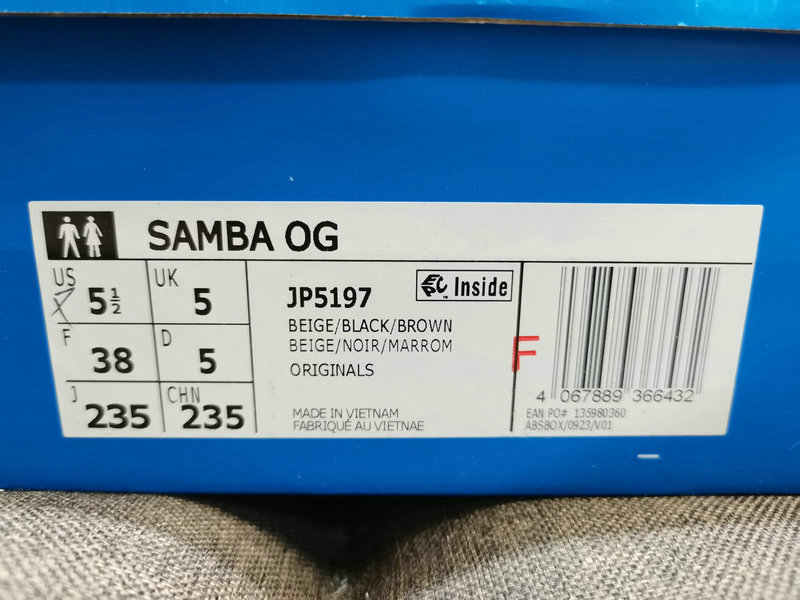 SAMBA OG
US 5½
UK 5
F 38
D 5
J 235
CHN 235
JP5197
EPC™ Inside
BEIGE/BLACK/BROWN
BEIGE/NOIR/MARROM
ORIGINALS
MADE IN VIETNAM
FABRIQUÉ AU VIETNAE
F
4 067889 366432
EAN PO# 135980360
ABSBOX/0923/V01